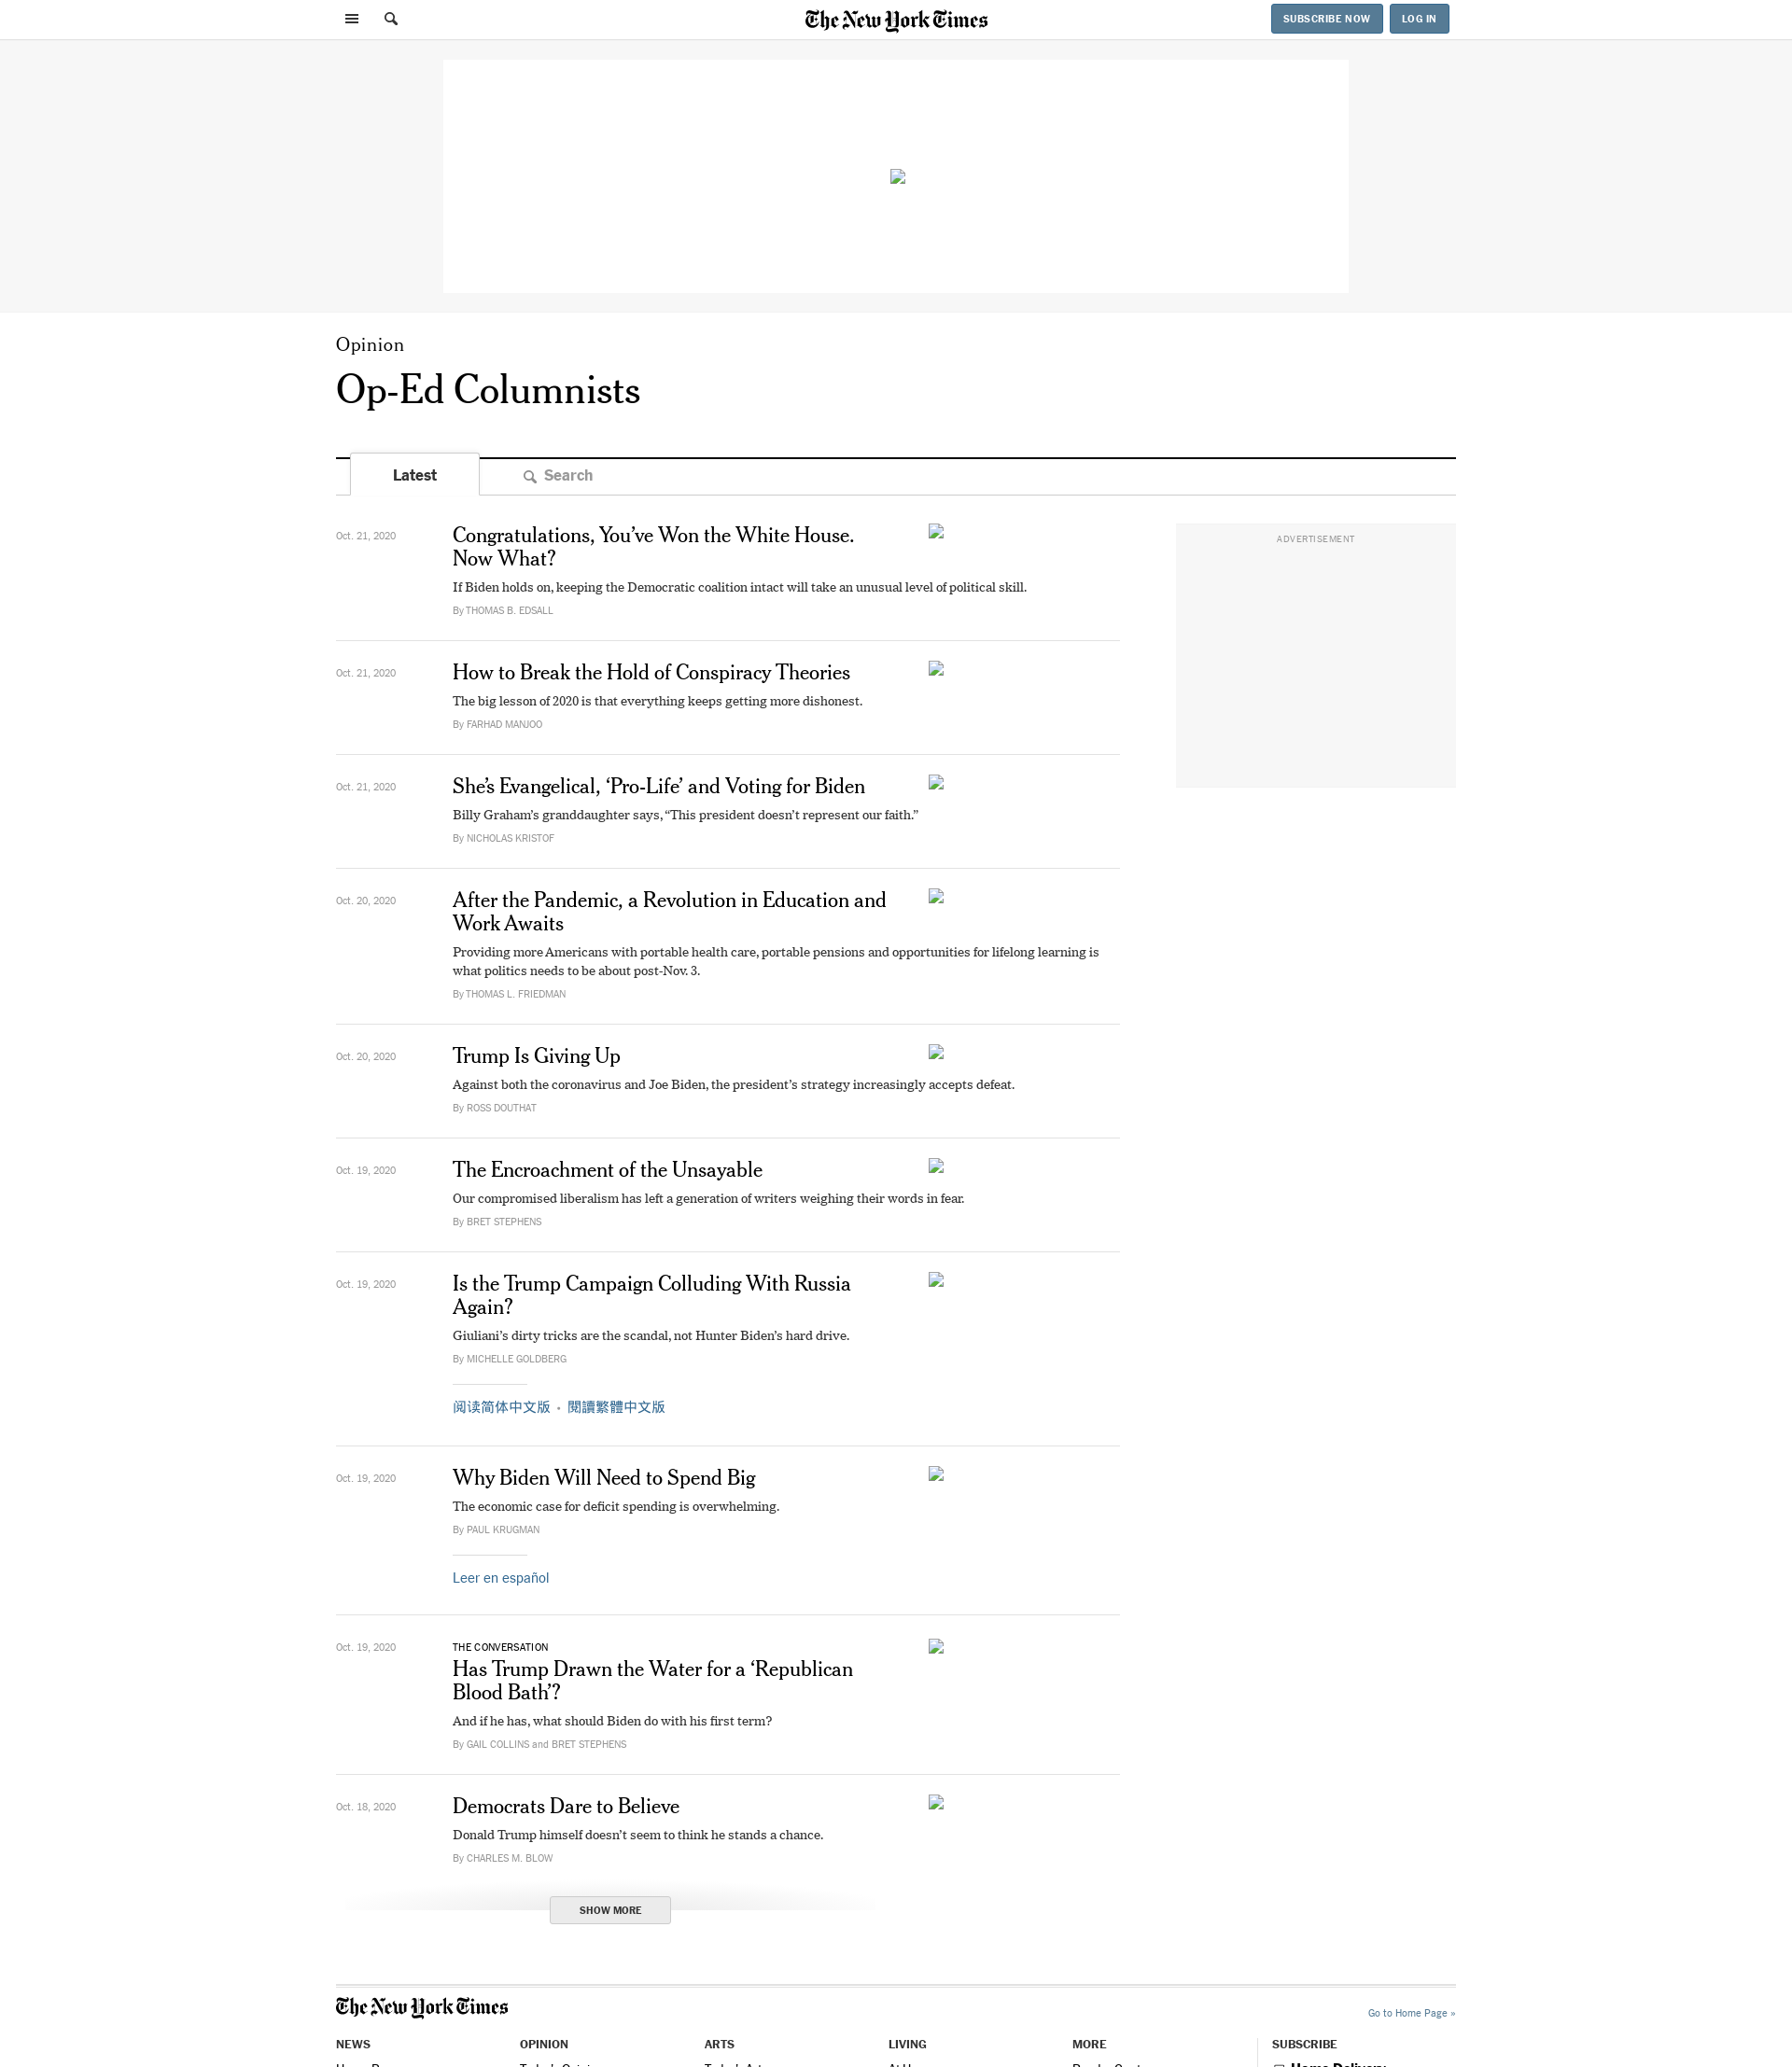 The New York Times
SUBSCRIBE NOW
LOG IN
Opinion
Op-Ed Columnists
Latest
Search
ADVERTISEMENT
Oct. 21, 2020
Congratulations, You’ve Won the White House.
Now What?
If Biden holds on, keeping the Democratic coalition intact will take an unusual level of political skill.
By THOMAS B. EDSALL
Oct. 21, 2020
How to Break the Hold of Conspiracy Theories
The big lesson of 2020 is that everything keeps getting more dishonest.
By FARHAD MANJOO
Oct. 21, 2020
She’s Evangelical, ‘Pro-Life’ and Voting for Biden
Billy Graham’s granddaughter says, “This president doesn’t represent our faith.”
By NICHOLAS KRISTOF
Oct. 20, 2020
After the Pandemic, a Revolution in Education and
Work Awaits
Providing more Americans with portable health care, portable pensions and opportunities for lifelong learning is
what politics needs to be about post-Nov. 3.
By THOMAS L. FRIEDMAN
Oct. 20, 2020
Trump Is Giving Up
Against both the coronavirus and Joe Biden, the president’s strategy increasingly accepts defeat.
By ROSS DOUTHAT
Oct. 19, 2020
The Encroachment of the Unsayable
Our compromised liberalism has left a generation of writers weighing their words in fear.
By BRET STEPHENS
Oct. 19, 2020
Is the Trump Campaign Colluding With Russia
Again?
Giuliani’s dirty tricks are the scandal, not Hunter Biden’s hard drive.
By MICHELLE GOLDBERG
阅读简体中文版 • 閱讀繁體中文版
Oct. 19, 2020
Why Biden Will Need to Spend Big
The economic case for deficit spending is overwhelming.
By PAUL KRUGMAN
Leer en español
Oct. 19, 2020
THE CONVERSATION
Has Trump Drawn the Water for a ‘Republican
Blood Bath’?
And if he has, what should Biden do with his first term?
By GAIL COLLINS and BRET STEPHENS
Oct. 18, 2020
Democrats Dare to Believe
Donald Trump himself doesn’t seem to think he stands a chance.
By CHARLES M. BLOW
SHOW MORE
The New York Times
Go to Home Page »
NEWS
OPINION
ARTS
LIVING
MORE
SUBSCRIBE
Home Delivery